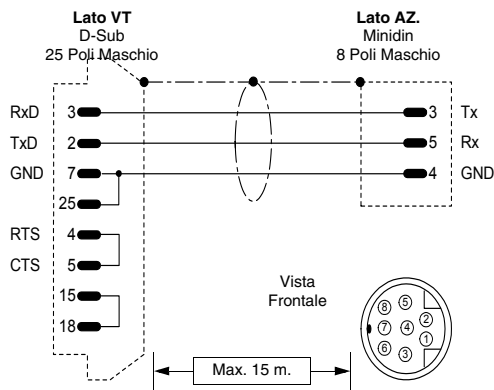 Lato VT
D-Sub
25 Poli Maschio
Lato AZ.
Minidin
8 Poli Maschio
RxD 3
3 Tx
TxD 2
5 Rx
GND 7
4 GND
25
RTS 4
CTS 5
15
18
Vista
Frontale
8 5 2
7 4 1
6 3
Max. 15 m.